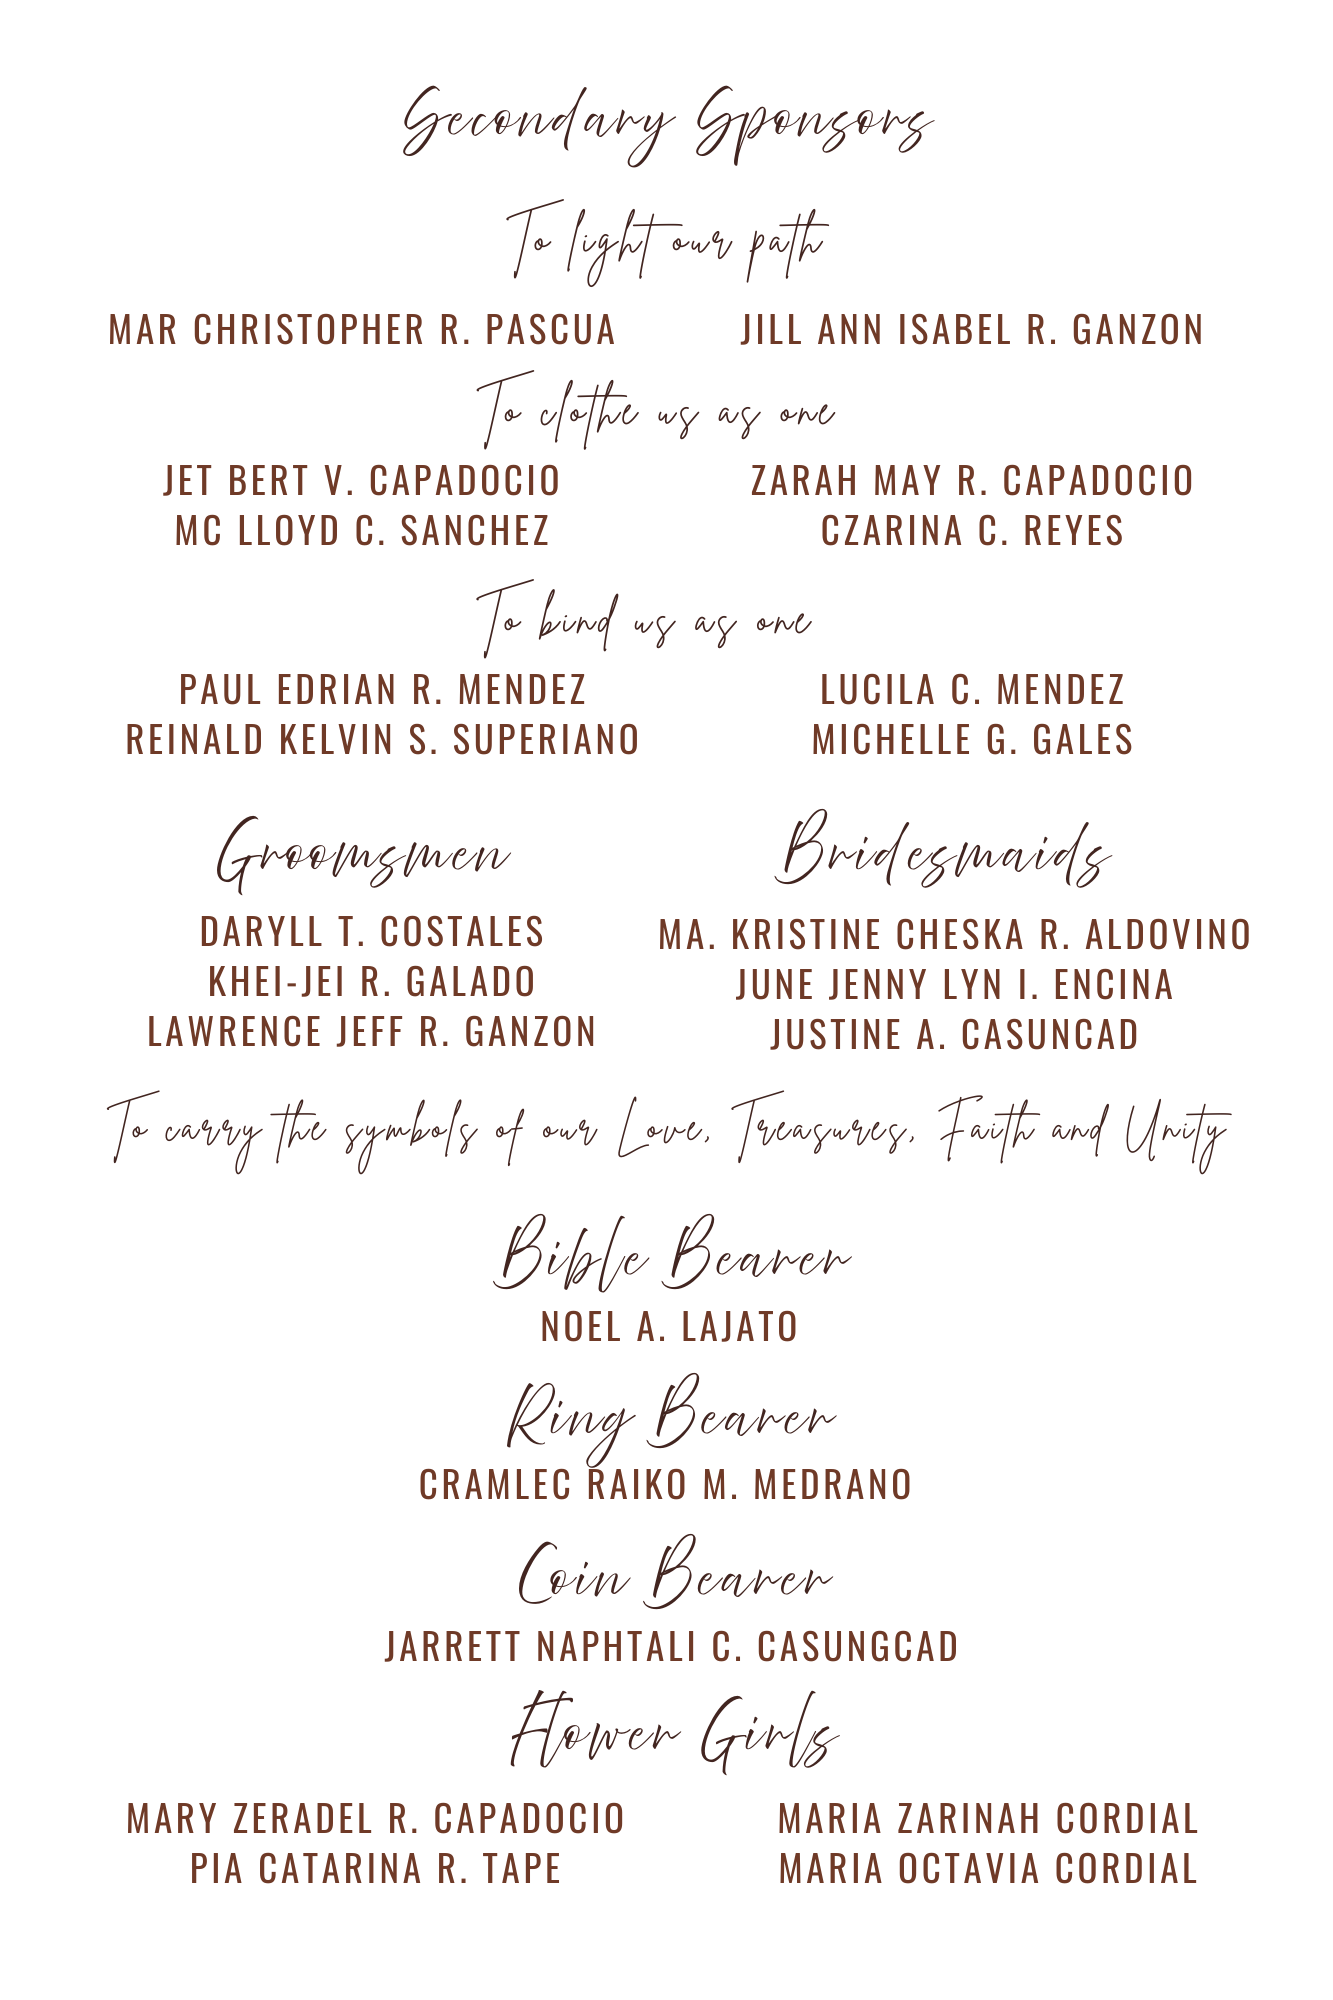 Secondary Sponsors
To light our path
MAR CHRISTOPHER R. PASCUA JILL ANN ISABEL R. GANZON
To clothe us as one
JET BERT V. CAPADOCIO ZARAH MAY R. CAPADOCIO
MC LLOYD C. SANCHEZ CZARINA C. REYES
To bind us as one
PAUL EDRIAN R. MENDEZ LUCILA C. MENDEZ
REINALD KELVIN S. SUPERIANO MICHELLE G. GALES
Groomsmen
DARYLL T. COSTALES
KHEI-JEI R. GALADO
LAWRENCE JEFF R. GANZON
Bridesmaids
MA. KRISTINE CHESKA R. ALDOVINO
JUNE JENNY LYN I. ENCINA
JUSTINE A. CASUNCAD
To carry the symbols of our Love, Treasures, Faith and Unity
Bible Bearer
NOEL A. LAJATO
Ring Bearer
CRAMLEC RAIKO M. MEDRANO
Coin Bearer
JARRETT NAPHTALI C. CASUNGCAD
Flower Girls
MARY ZERADEL R. CAPADOCIO MARIA ZARINAH CORDIAL
PIA CATARINA R. TAPE MARIA OCTAVIA CORDIAL